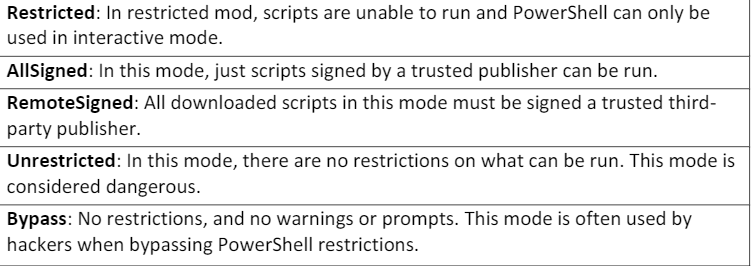 Restricted: In restricted mod, scripts are unable to run and PowerShell can only be
used in interactive mode.
AllSigned: In this mode, just scripts signed by a trusted publisher can be run.
RemoteSigned: All downloaded scripts in this mode must be signed a trusted third-
party publisher.
Unrestricted: In this mode, there are no restrictions on what can be run. This mode is
considered dangerous.
Bypass: No restrictions, and no warnings or prompts. This mode is often used by
hackers when bypassing PowerShell restrictions.